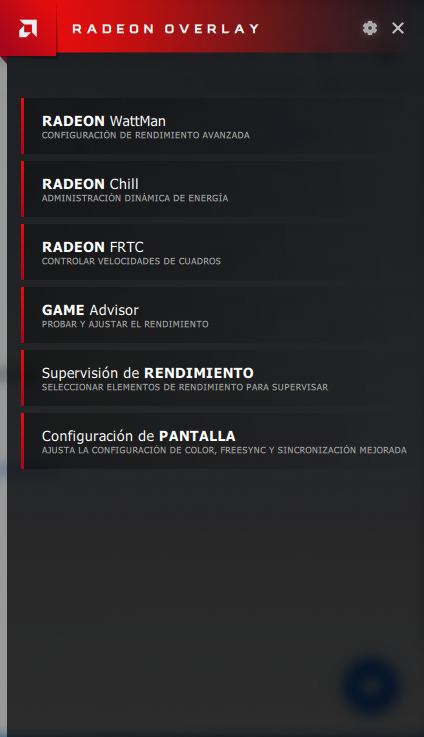 RADEON OVERLAY
RADEON WattMan
CONFIGURACIÓN DE RENDIMIENTO AVANZADA
RADEON Chill
ADMINISTRACIÓN DINÁMICA DE ENERGÍA
RADEON FRTC
CONTROLAR VELOCIDADES DE CUADROS
GAME Advisor
PROBAR Y AJUSTAR EL RENDIMIENTO
Supervisión de RENDIMIENTO
SELECCIONAR ELEMENTOS DE RENDIMIENTO PARA SUPERVISAR
Configuración de PANTALLA
AJUSTA LA CONFIGURACIÓN DE COLOR, FREESYNC Y SINCRONIZACIÓN MEJORADA